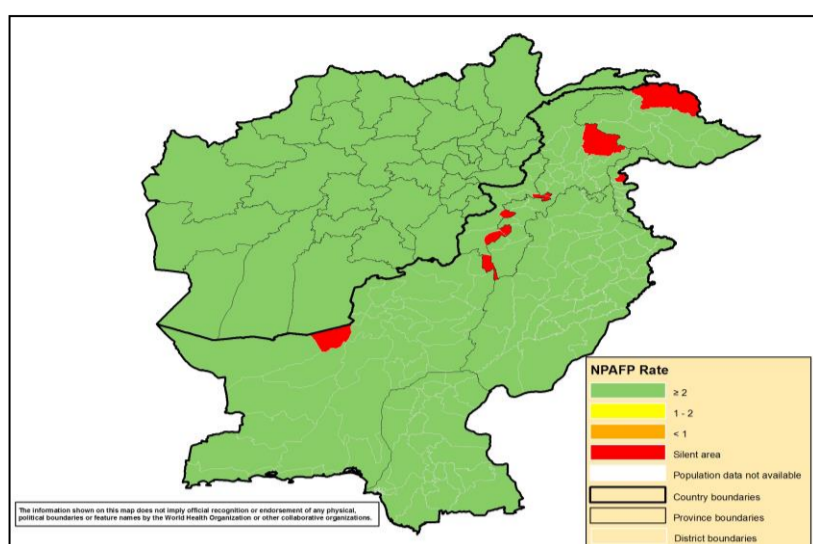 NPAFP Rate
≥ 2
1 - 2
< 1
Silent area
Population data not available
Country boundaries
Province boundaries
District boundaries
The information shown on this map does not imply official recognition or endorsement of any physical,
political boundaries or feature names by the World Health Organization or other collaborative organizations.